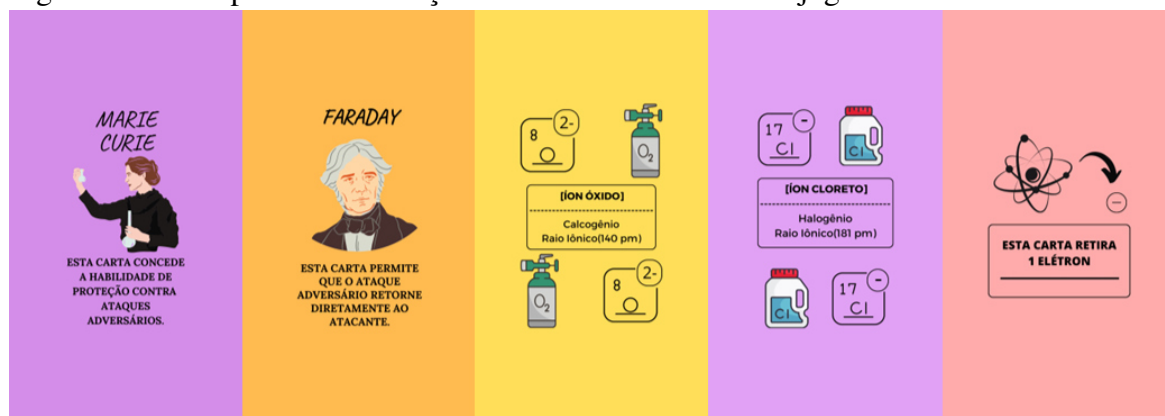 MARIE
CURIE
ESTA CARTA CONCEDE
A HABILIDADE DE
PROTEÇÃO CONTRA
ATAQUES
ADVERSÁRIOS.
FARADAY
ESTA CARTA PERMITE
QUE O ATAQUE
ADVERSÁRIO RETORNE
DIRETAMENTE AO
ATACANTE.
8 2-
O
O2
[ÍON ÓXIDO]
Calcogênio
Raio Iônico(140 pm)
O2
8 2-
O
17 -
Cl
Cl
[ÍON CLORETO]
Halogênio
Raio Iônico(181 pm)
Cl
17 -
Cl
−
ESTA CARTA RETIRA
1 ELÉTRON